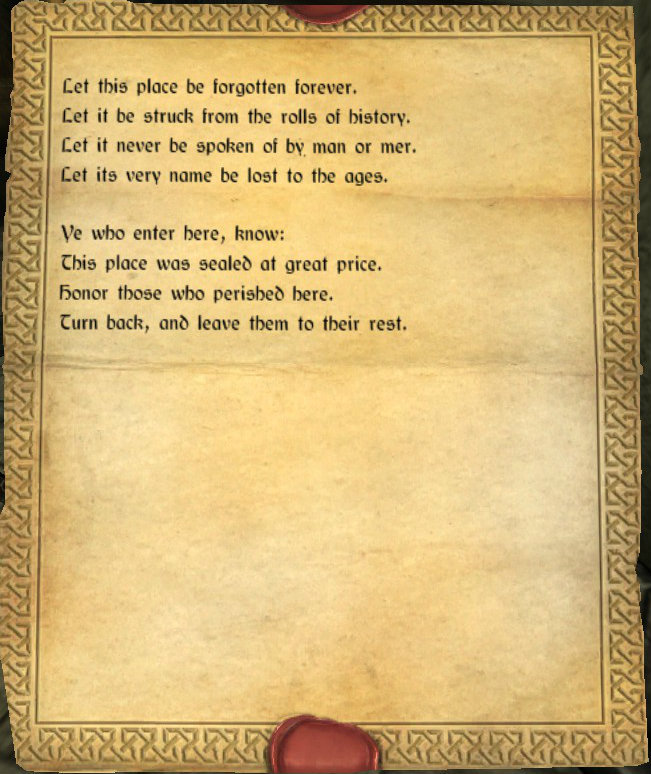 Let this place be forgotten forever.
Let it be struck from the rolls of history.
Let it never be spoken of by man or mer.
Let its very name be lost to the ages.
Ye who enter here, know:
This place was sealed at great price.
Honor those who perished here.
Turn back, and leave them to their rest.